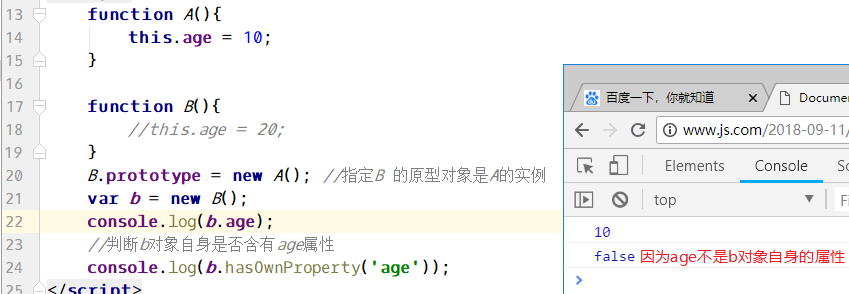 13 function A(){
14 this.age = 10;
15 }
16
17 function B(){
18 //this.age = 20;
19 }
20 B.prototype = new A(); //指定B 的原型对象是A的实例
21 var b = new B();
22 console.log(b.age);
23 //判断b对象自身是否含有age属性
24 console.log(b.hasOwnProperty('age'));
25 </script>
百度一下，你就知道 Documen
www.js.com/2018-09-11/
Elements Console So
top Fi
10
false 因为age不是b对象自身的属性